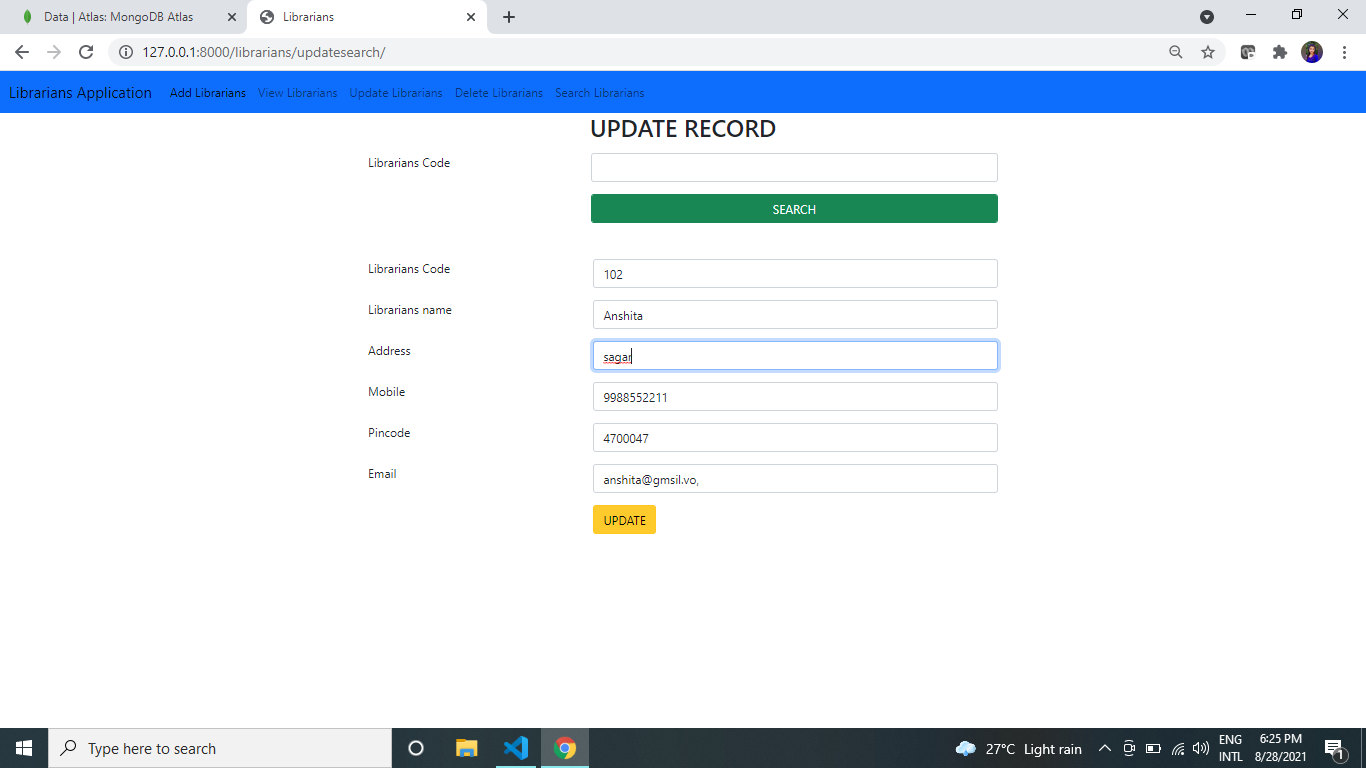 Data | Atlas: MongoDB Atlas
Librarians
127.0.0.1:8000/librarians/updatesearch/
Librarians Application Add Librarians View Librarians Update Librarians Delete Librarians Search Librarians
UPDATE RECORD
Librarians Code
SEARCH
Librarians Code 102
Librarians name Anshita
Address sagar
Mobile 9988552211
Pincode 4700047
Email anshita@gmsil.vo,
UPDATE
Type here to search
27°C Light rain
ENG
INTL
6:25 PM
8/28/2021
1